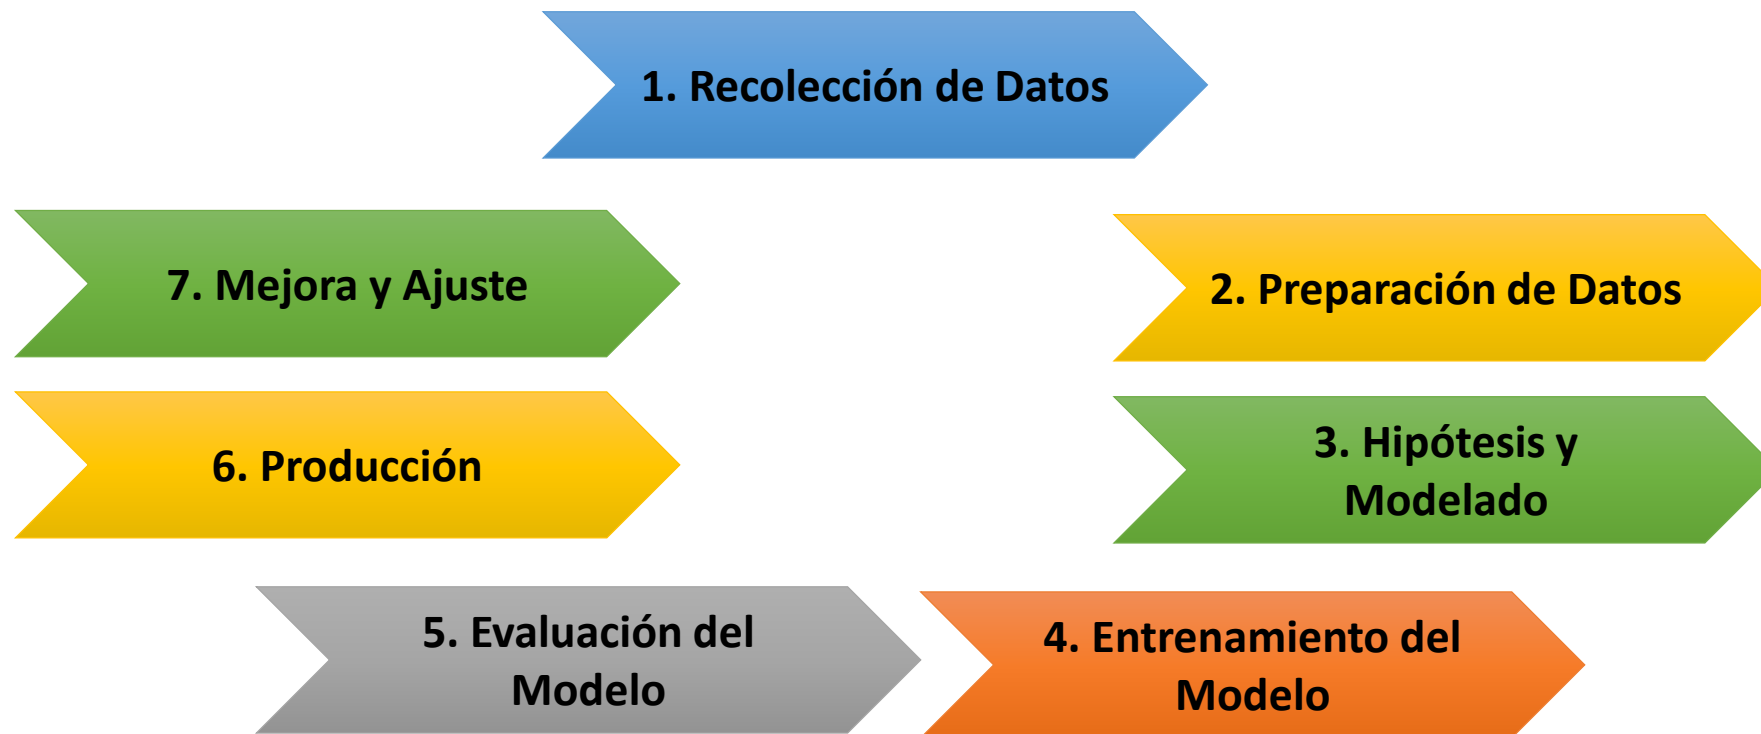 1. Recolección de Datos
2. Preparación de Datos
3. Hipótesis y
Modelado
4. Entrenamiento del
Modelo
5. Evaluación del
Modelo
6. Producción
7. Mejora y Ajuste